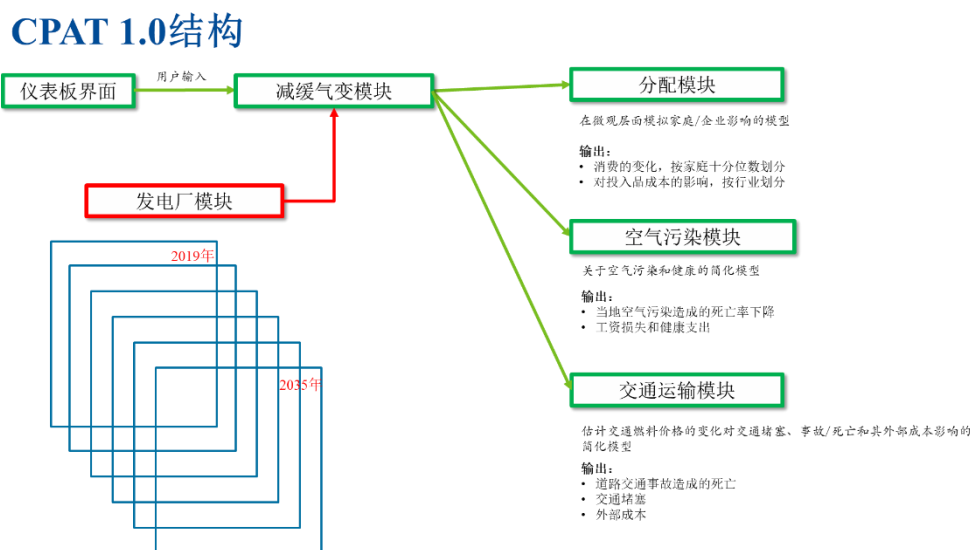 CPAT 1.0结构
仪表板界面
用户输入
减缓气变模块
发电厂模块
2019年
2035年
分配模块
在微观层面模拟家庭/企业影响的模型
输出：
• 消费的变化，按家庭十分位数划分
• 对投入品成本的影响，按行业划分
空气污染模块
关于空气污染和健康的简化模型
输出：
• 当地空气污染造成的死亡率下降
• 工资损失和健康支出
交通运输模块
估计交通燃料价格的变化对交通堵塞、事故/死亡和其外部成本影响的
简化模型
输出：
• 道路交通事故造成的死亡
• 交通堵塞
• 外部成本